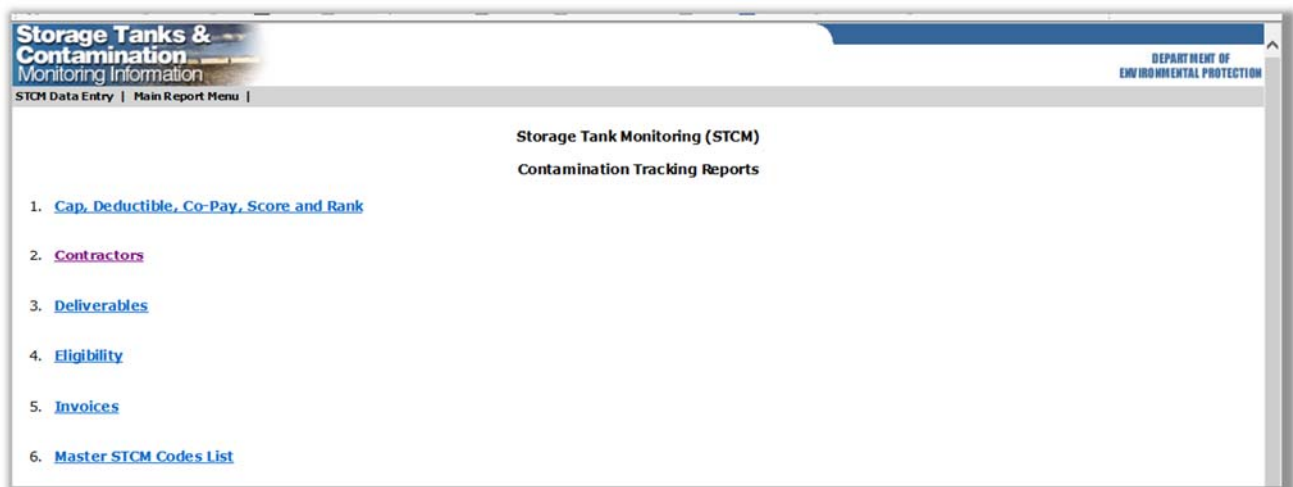 Storage Tanks &
Contamination
Monitoring Information
DEPARTMENT OF
ENVIRONMENTAL PROTECTION
STCM Data Entry | Main Report Menu |
Storage Tank Monitoring (STCM)
Contamination Tracking Reports
1. Cap, Deductible, Co-Pay, Score and Rank
2. Contractors
3. Deliverables
4. Eligibility
5. Invoices
6. Master STCM Codes List